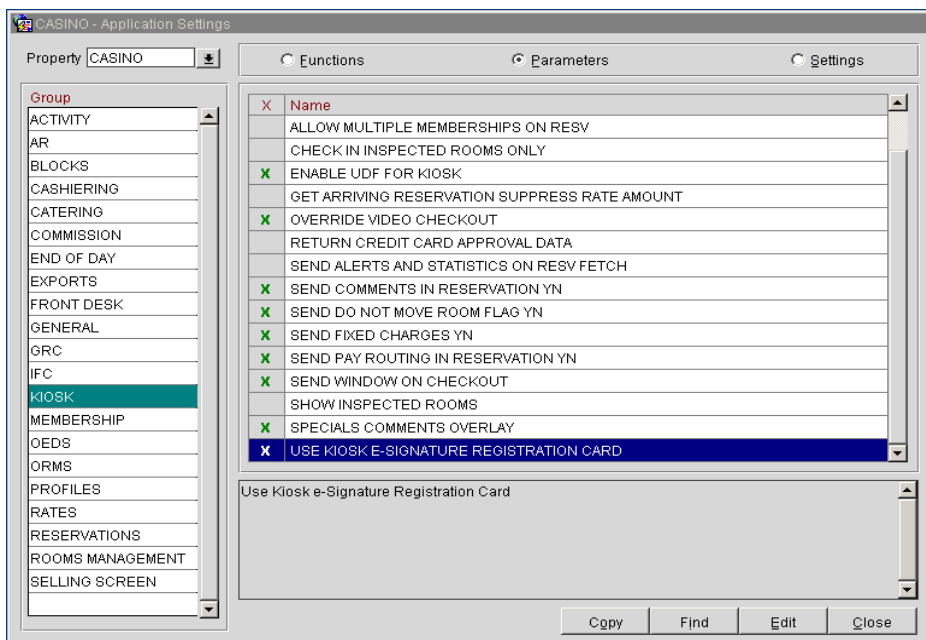 CASINO - Application Settings
Property CASINO
Functions Parameters Settings
Group
ACTIVITY
AR
BLOCKS
CASHIERING
CATERING
COMMISSION
END OF DAY
EXPORTS
FRONT DESK
GENERAL
GRC
IFC
KIOSK
MEMBERSHIP
OEDS
ORMS
PROFILES
RATES
RESERVATIONS
ROOMS MANAGEMENT
SELLING SCREEN
X Name
ALLOW MULTIPLE MEMBERSHIPS ON RESV
CHECK IN INSPECTED ROOMS ONLY
X ENABLE UDF FOR KIOSK
GET ARRIVING RESERVATION SUPPRESS RATE AMOUNT
X OVERRIDE VIDEO CHECKOUT
RETURN CREDIT CARD APPROVAL DATA
SEND ALERTS AND STATISTICS ON RESV FETCH
X SEND COMMENTS IN RESERVATION YN
X SEND DO NOT MOVE ROOM FLAG YN
X SEND FIXED CHARGES YN
X SEND PAY ROUTING IN RESERVATION YN
X SEND WINDOW ON CHECKOUT
SHOW INSPECTED ROOMS
X SPECIALS COMMENTS OVERLAY
X USE KIOSK E-SIGNATURE REGISTRATION CARD
Use Kiosk e-Signature Registration Card
Copy Find Edit Close